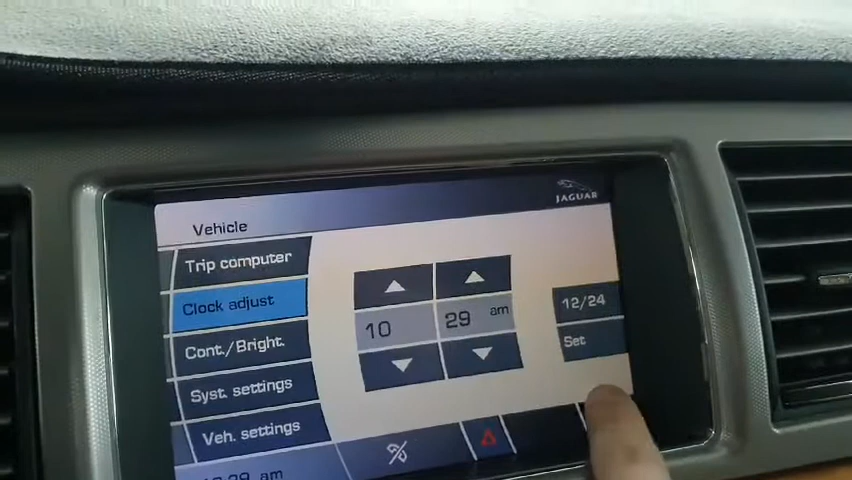 JAGUAR
Vehicle
Trip computer
Clock adjust
Cont./Bright.
Syst. settings
Veh. settings
10 29 am
12/24
Set